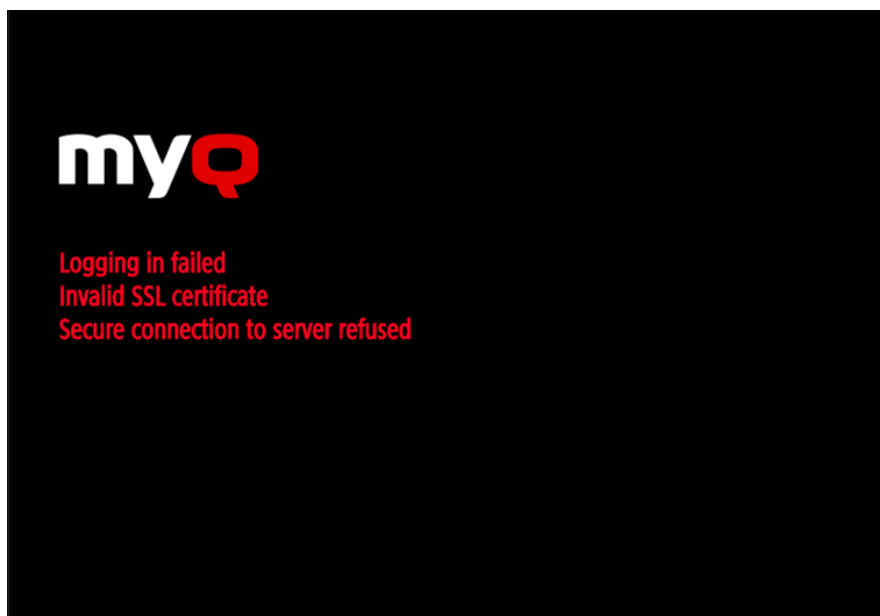 myQ
Logging in failed
Invalid SSL certificate
Secure connection to server refused